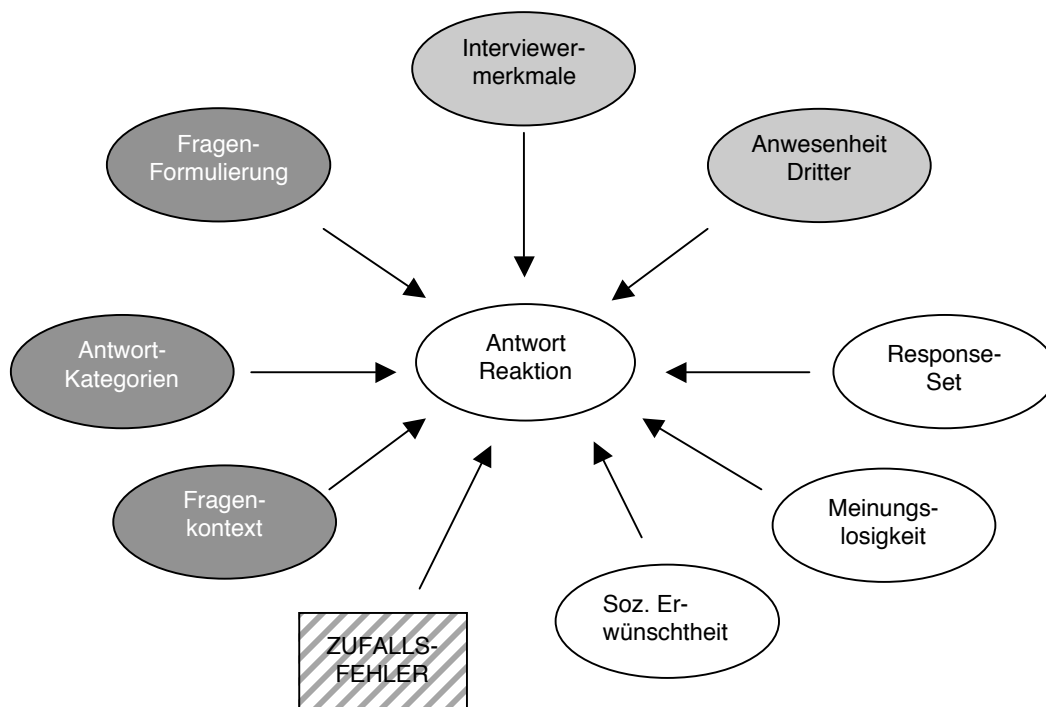 Interviewer-
merkmale
Fragen-
Formulierung
Anwesenheit
Dritter
Antwort-
Kategorien
Antwort
Reaktion
Response-
Set
Fragen-
kontext
Meinungs-
losigkeit
Soz. Er-
wünschtheit
ZUFALLS-
FEHLER